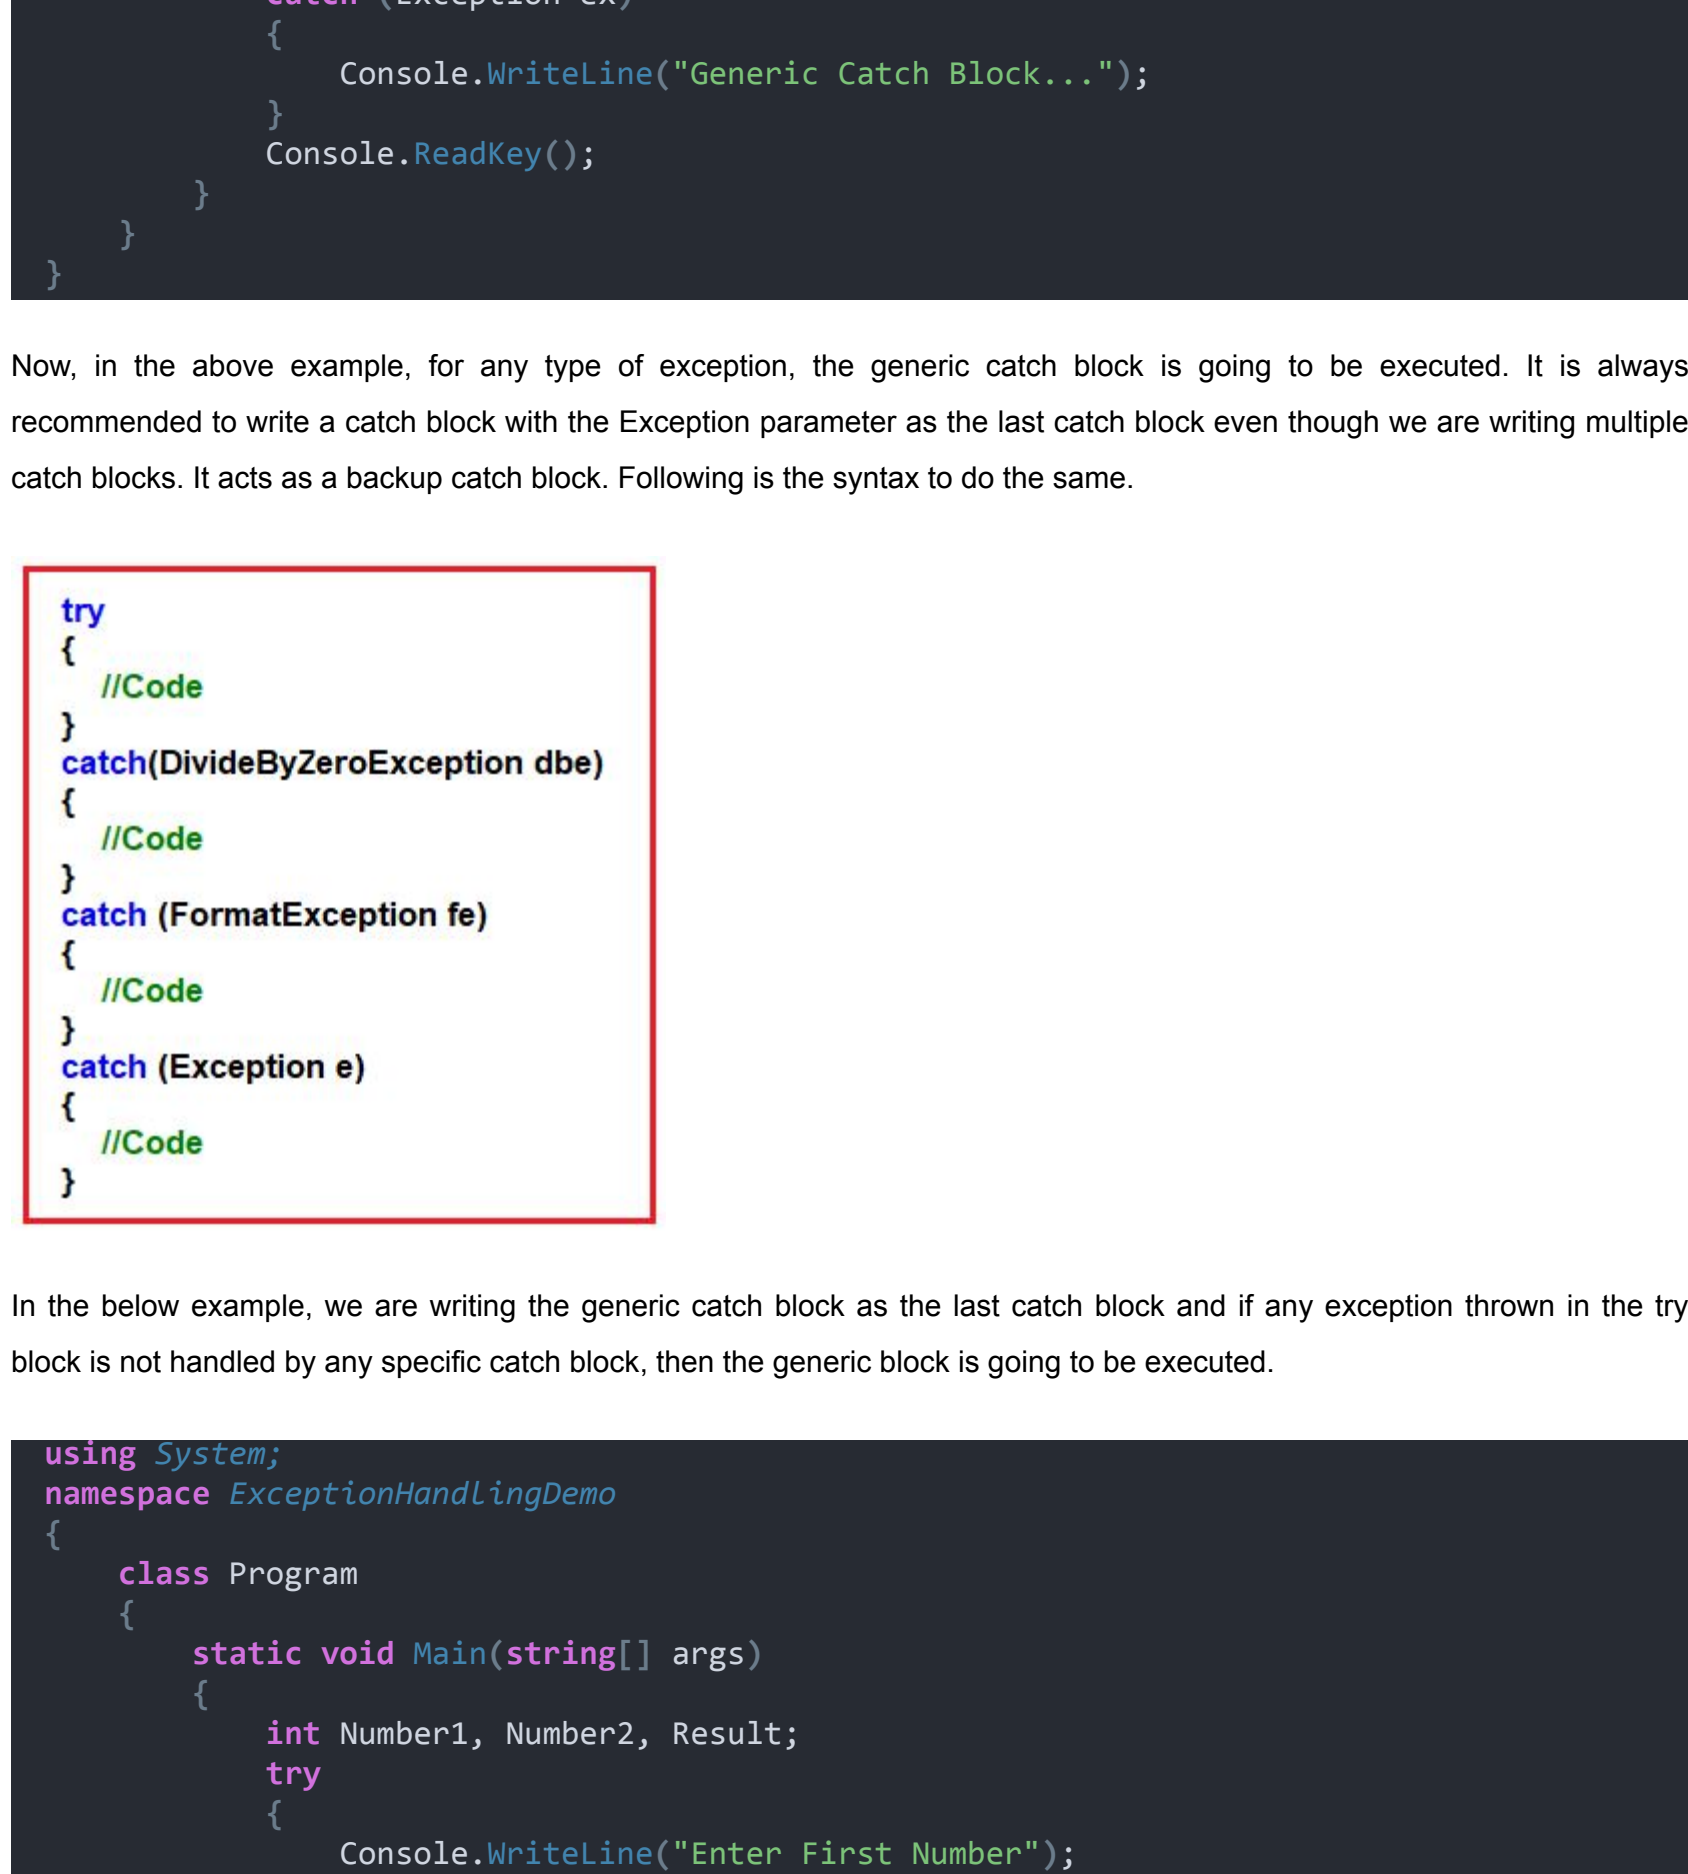 catch (Exception ex)
{
Console.WriteLine("Generic Catch Block...");
}
Console.ReadKey();
}
}
}
Now, in the above example, for any type of exception, the generic catch block is going to be executed. It is always
recommended to write a catch block with the Exception parameter as the last catch block even though we are writing multiple
catch blocks. It acts as a backup catch block. Following is the syntax to do the same.
try
{
//Code
}
catch(DivideByZeroException dbe)
{
//Code
}
catch (FormatException fe)
{
//Code
}
catch (Exception e)
{
//Code
}
In the below example, we are writing the generic catch block as the last catch block and if any exception thrown in the try
block is not handled by any specific catch block, then the generic block is going to be executed.
using System;
namespace ExceptionHandlingDemo
{
class Program
{
static void Main(string[] args)
{
int Number1, Number2, Result;
try
{
Console.WriteLine("Enter First Number");